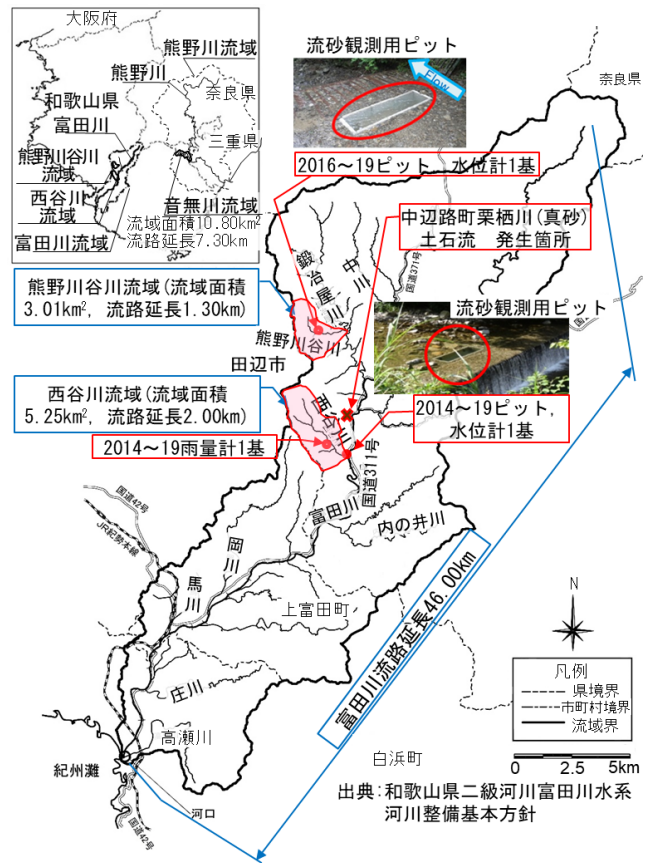 大阪府
熊野川流域
熊野川
奈良県
和歌山県
富田川
三重県
熊野川谷川
流域
西谷川
流域
音無川流域
流域面積10.80km²
流路延長7.30km
富田川流域
流砂観測用ピット
Flow
奈良県
2016～19ピット，水位計1基
中辺路町栗栖川(真砂)
土石流　発生箇所
鍛冶屋川
中川
国道371号
熊野川谷川流域(流域面積
3.01km²，流路延長1.30km)
熊野川谷川
流砂観測用ピット
田辺市
西谷川流域(流域面積
5.25km²，流路延長2.00km)
西谷川
2014～19ピット，
水位計1基
2014～19雨量計1基
国道311号
富田川
内の井川
国道42号
JR紀勢本線
岡川
馬川
上富田町
富田川流路延長46.00km
庄川
高瀬川
紀州灘
白浜町
河口
国道42号
N
凡例
県境界
市町村境界
流域界
0 2.5 5km
出典：和歌山県二級河川富田川水系
河川整備基本方針